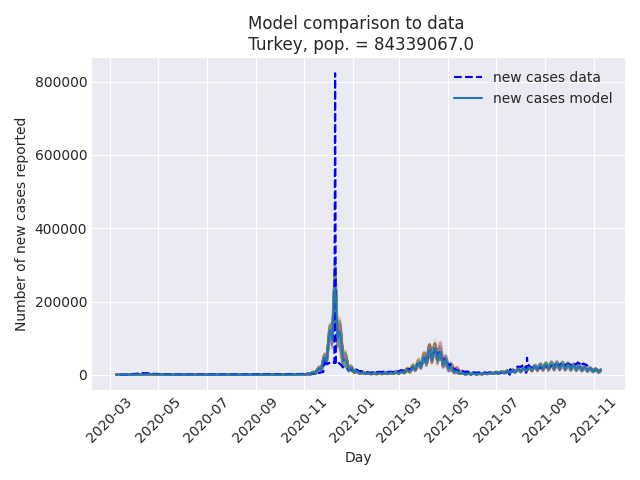 Model comparison to data
Turkey, pop. = 84339067.0
new cases data
new cases model
Number of new cases reported
800000
600000
400000
200000
0
2020-03
2020-05
2020-07
2020-09
2020-11
2021-01
2021-03
2021-05
2021-07
2021-09
2021-11
Day